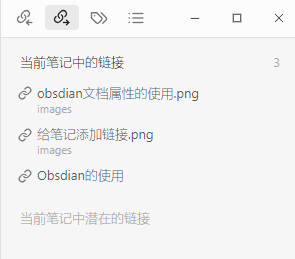 当前笔记中的链接 3
obsdian文档属性的使用.png
images
给笔记添加链接.png
images
Obsdian的使用
当前笔记中潜在的链接